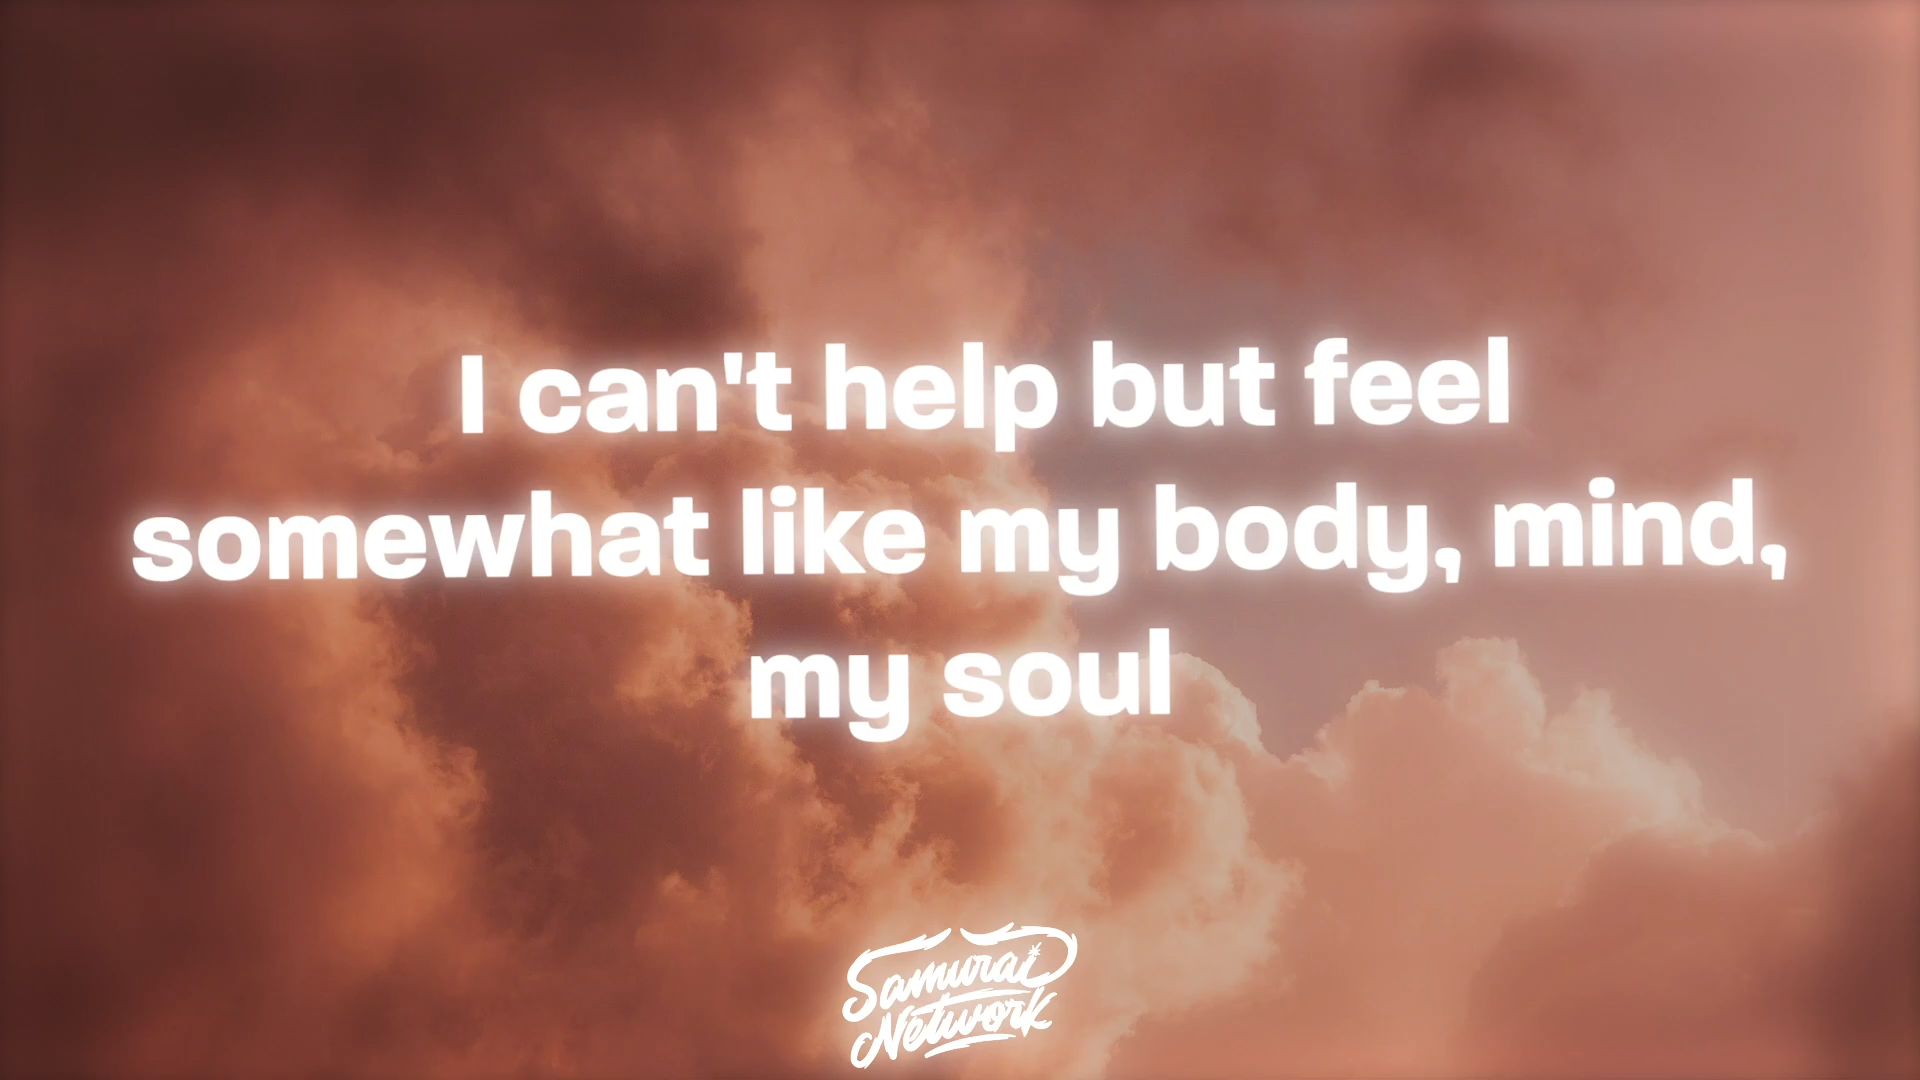 I can't help but feel
somewhat like my body, mind,
my soul
Samurai
Network